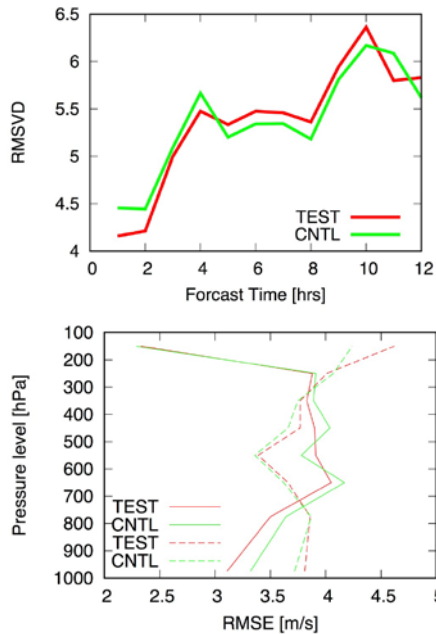 6.5
6
5.5
5
4.5
4
RMSVD
TEST
CNTL
0 2 4 6 8 10 12
Forcast Time [hrs]
100
200
300
400
500
600
700
800
900
1000
Pressure level [hPa]
TEST
CNTL
TEST
CNTL
2 2.5 3 3.5 4 4.5 5
RMSE [m/s]